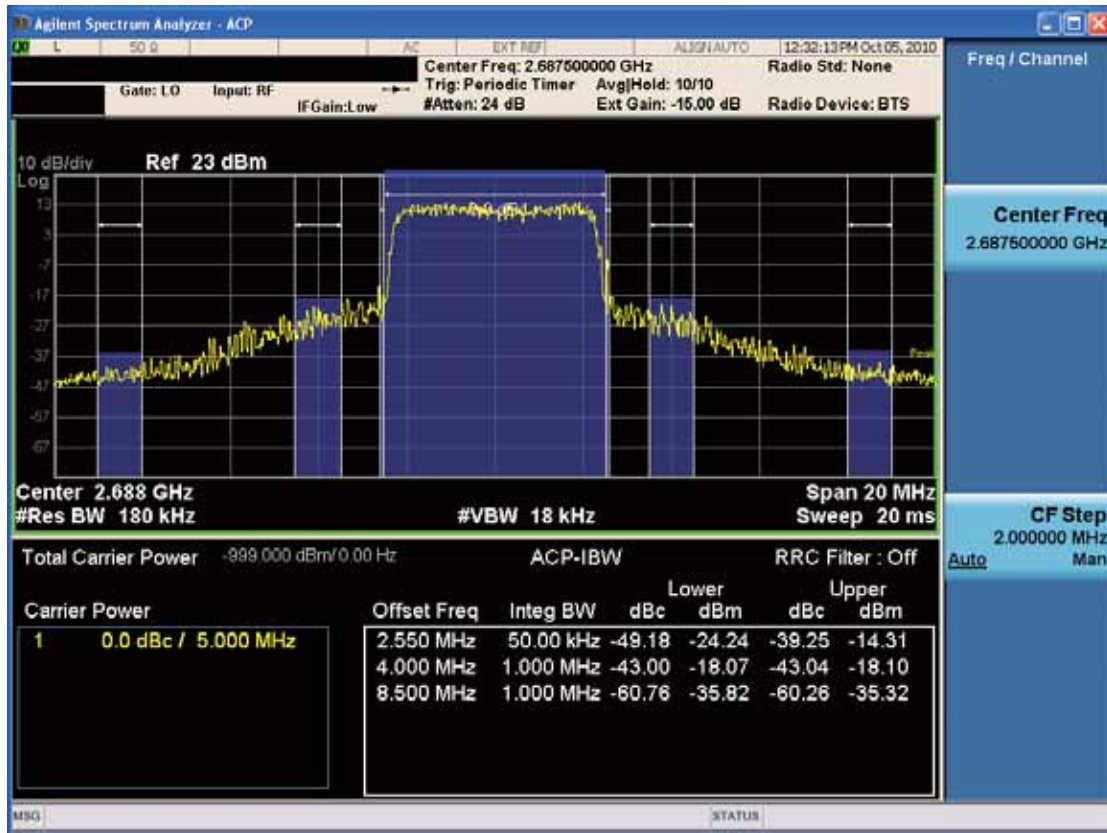 Agilent Spectrum Analyzer - ACP
L 50 Ω AC EXT REF ALIGN AUTO 12:32:13 PM Oct 05, 2010
Center Freq: 2.687500000 GHz Radio Std: None
Gate: LO Input: RF Trig: Periodic Timer Avg|Hold: 10/10
IFGain:Low #Atten: 24 dB Ext Gain: -15.00 dB Radio Device: BTS
10 dB/div Ref 23 dBm
Log
13
3
-7
-17
-27
-37
-47
-57
-67
Center 2.688 GHz Span 20 MHz
#Res BW 180 kHz #VBW 18 kHz Sweep 20 ms
Total Carrier Power -999.000 dBm/ 0.00 Hz ACP-IBW RRC Filter : Off
Lower Upper
Carrier Power Offset Freq Integ BW dBc dBm dBc dBm
1 0.0 dBc / 5.000 MHz 2.550 MHz 50.00 kHz -49.18 -24.24 -39.25 -14.31
4.000 MHz 1.000 MHz -43.00 -18.07 -43.04 -18.10
8.500 MHz 1.000 MHz -60.76 -35.82 -60.26 -35.32
MSG STATUS
Freq / Channel
Center Freq
2.687500000 GHz
CF Step
2.000000 MHz
Auto Man